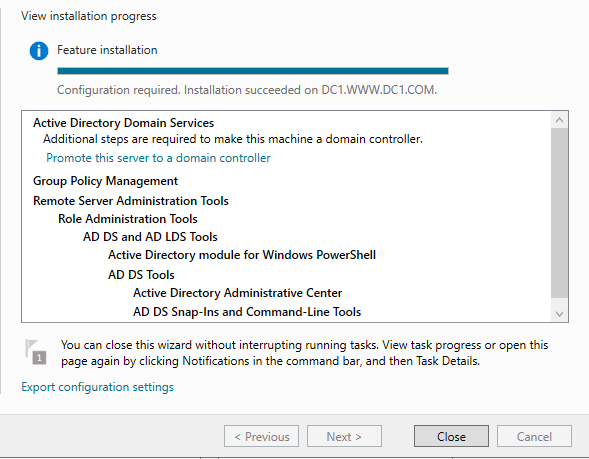 View installation progress
Feature installation
Configuration required. Installation succeeded on DC1.WWW.DC1.COM.
Active Directory Domain Services
Additional steps are required to make this machine a domain controller.
Promote this server to a domain controller
Group Policy Management
Remote Server Administration Tools
Role Administration Tools
AD DS and AD LDS Tools
Active Directory module for Windows PowerShell
AD DS Tools
Active Directory Administrative Center
AD DS Snap-Ins and Command-Line Tools
You can close this wizard without interrupting running tasks. View task progress or open this
1 page again by clicking Notifications in the command bar, and then Task Details.
Export configuration settings
< Previous Next > Close Cancel